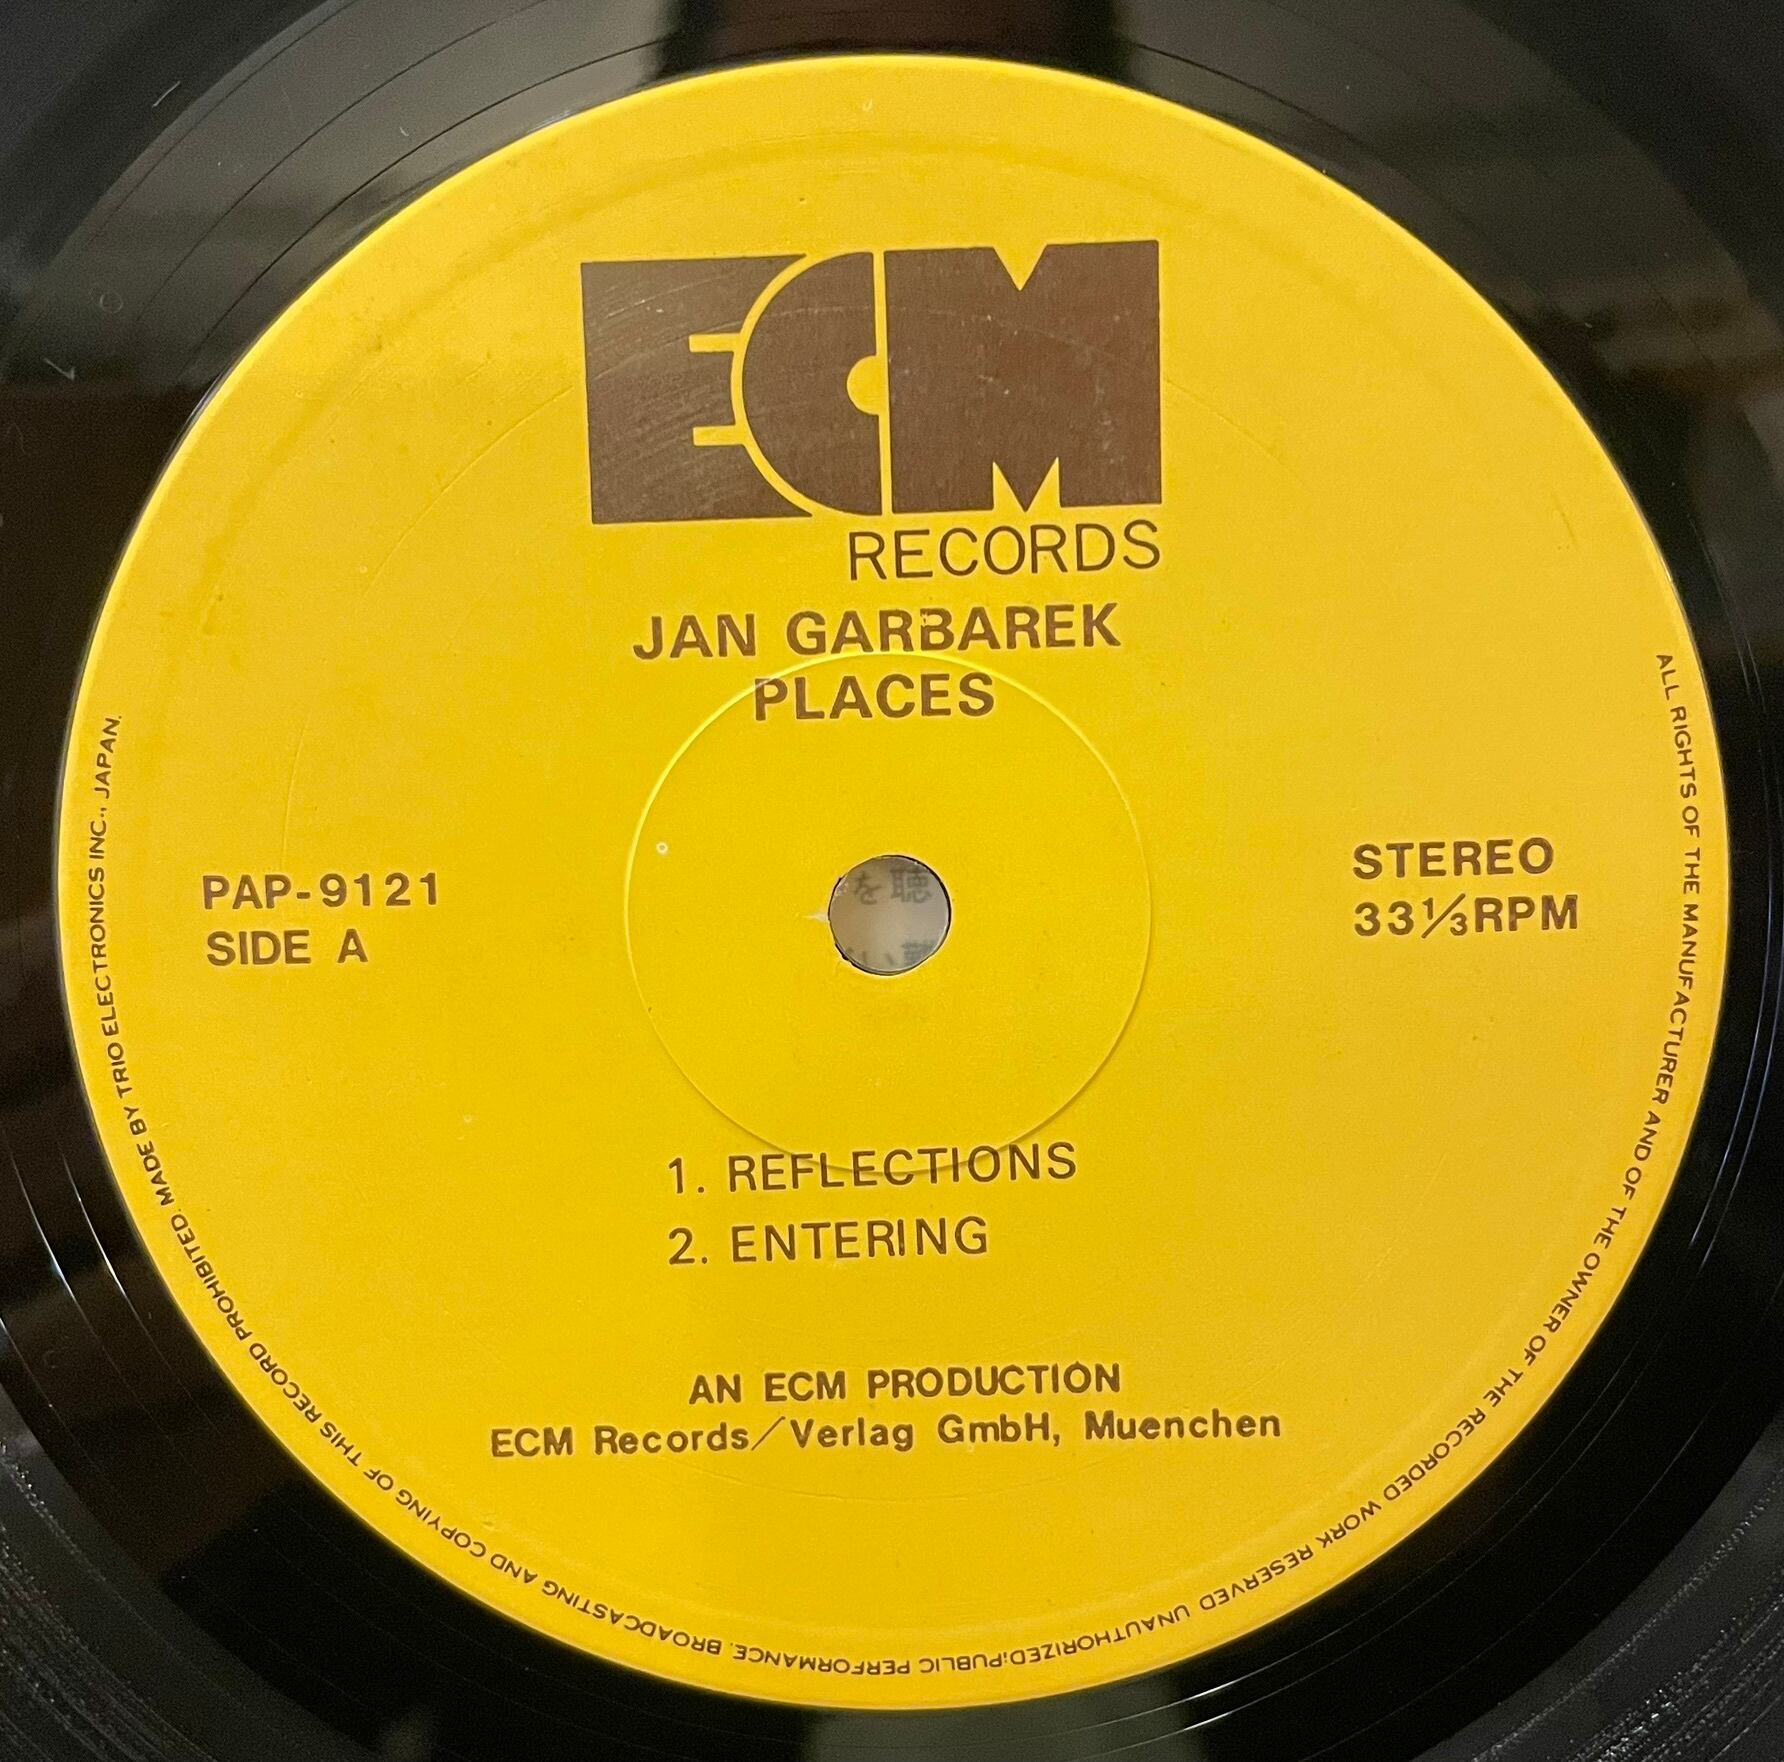 ECM
RECORDS
JAN GARBAREK
PLACES
PAP-9121
SIDE A
STEREO
33⅓RPM
を聴
1. REFLECTIONS
2. ENTERING
AN ECM PRODUCTION
ECM Records/Verlag GmbH, Muenchen
ALL RIGHTS OF THE MANUFACTURER AND OF THE OWNER OF THE RECORDED WORK RESERVED UNAUTHORIZED;PUBLIC PERFORMANCE. BROADCASTING AND COPYING OF THIS RECORD PROHIBITED. MADE BY TRIO ELECTRONICS INC., JAPAN.